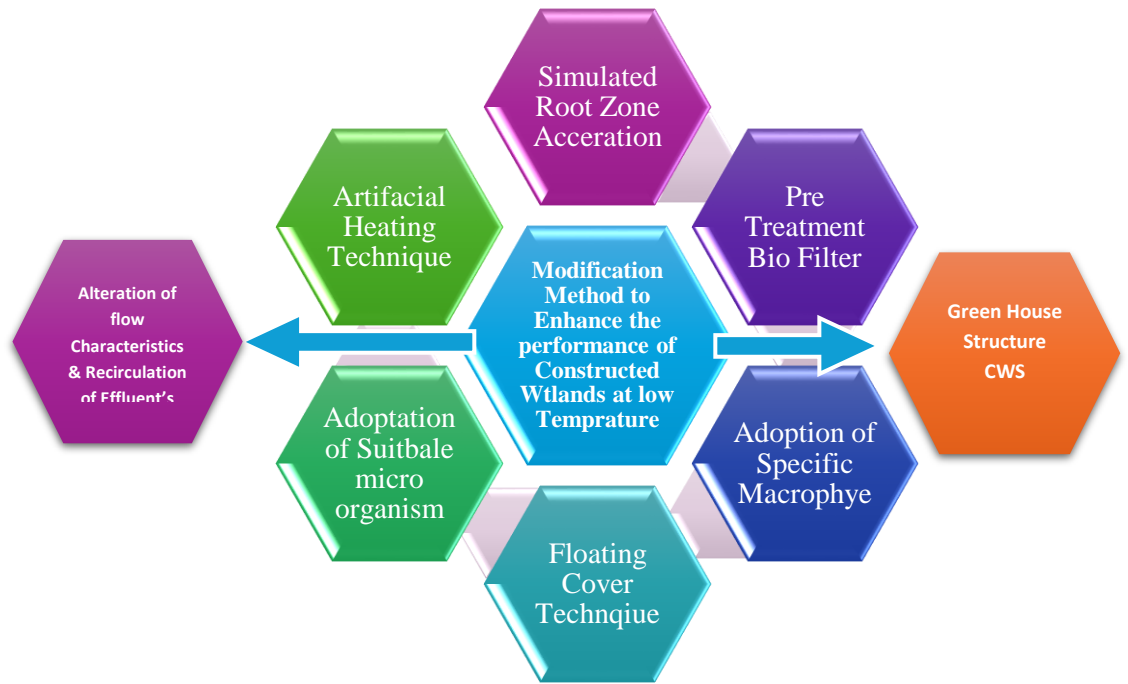 Simulated
Root Zone
Acceration
Artifacial
Heating
Technique
Pre
Treatment
Bio Filter
Alteration of
flow
Characteristics
& Recirculation
of Effluent’s
Modification
Method to
Enhance the
performance of
Constructed
Wtlands at low
Temprature
Green House
Structure
CWS
Adoptation
of Suitbale
micro
organism
Adoption of
Specific
Macrophye
Floating
Cover
Technqiue